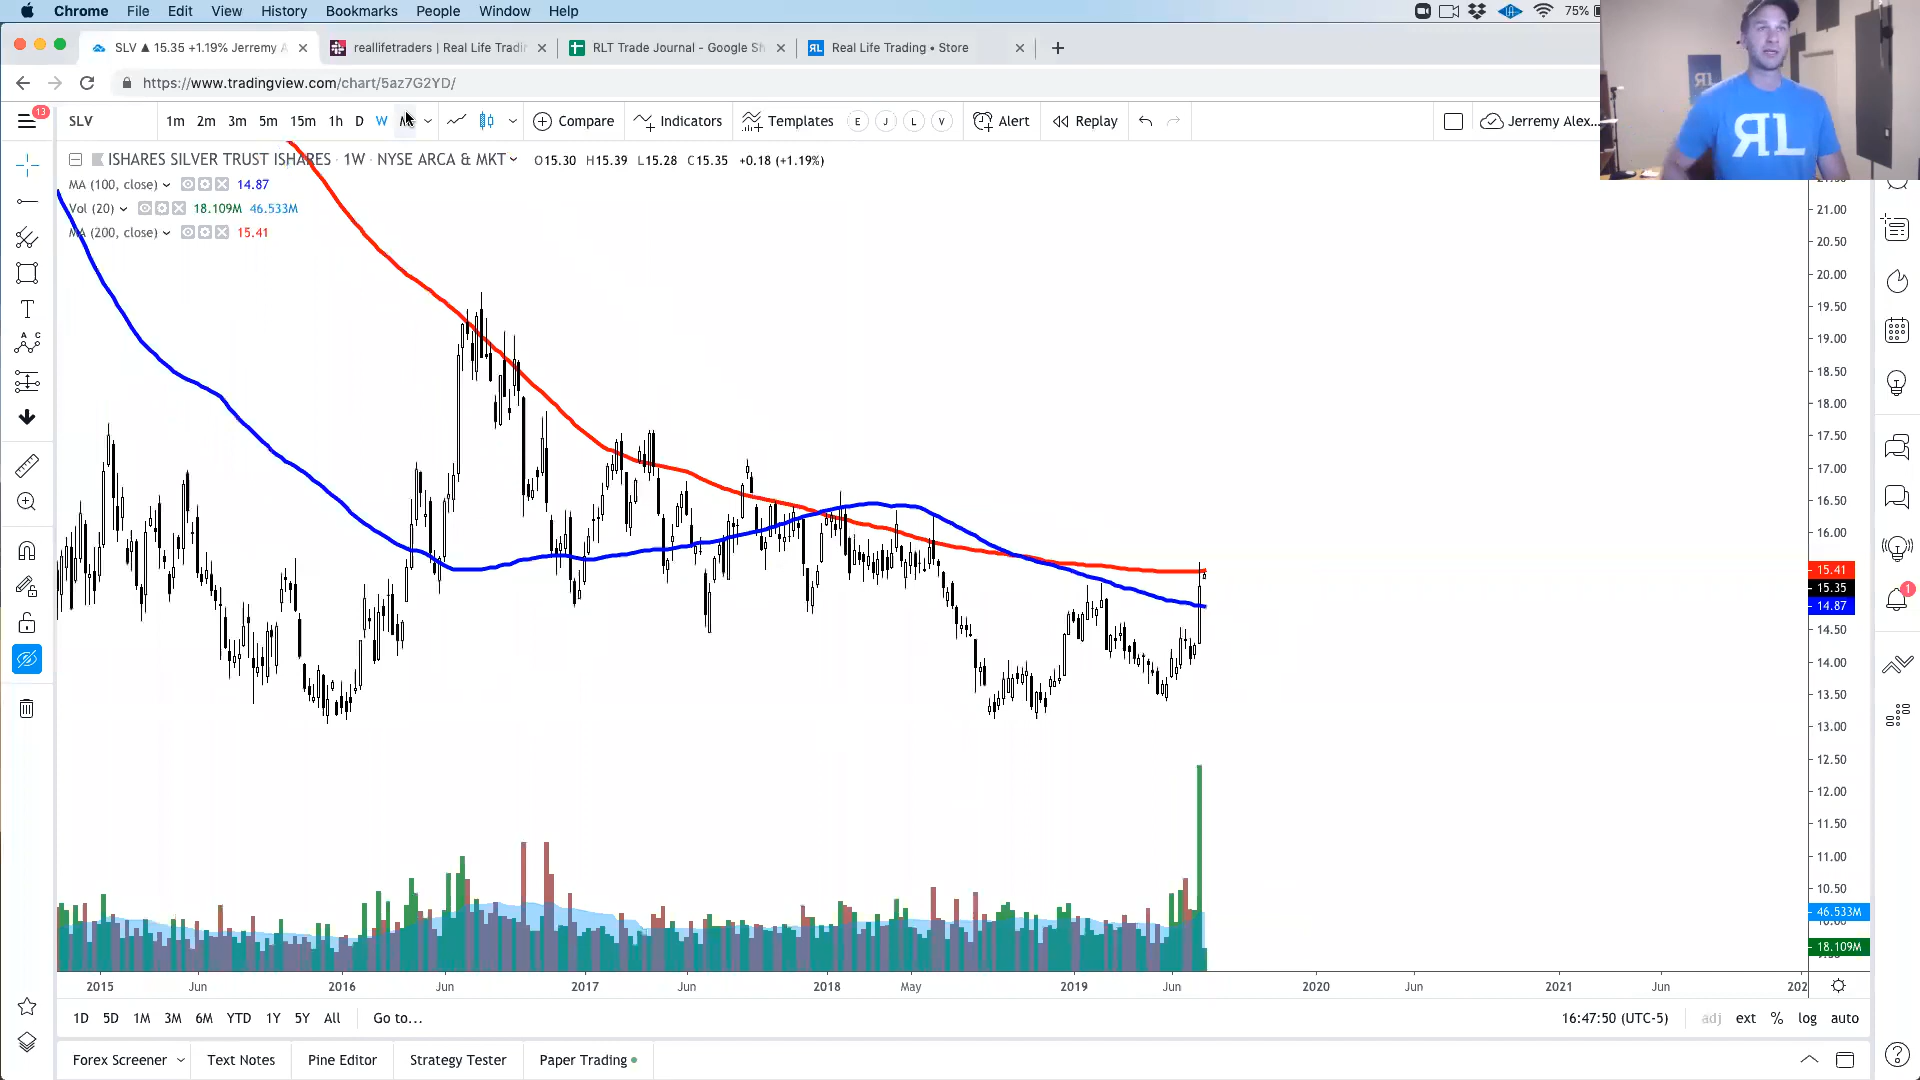 Chrome File Edit View History Bookmarks People Window Help
75%
SLV ▲ 15.35 +1.19% Jerremy A
reallifetraders | Real Life Tradin
RLT Trade Journal - Google Sh
RL Real Life Trading • Store
https://www.tradingview.com/chart/5az7G2YD/
13
SLV 1m 2m 3m 5m 15m 1h D W M Compare Indicators Templates E J L V Alert Replay Jerremy Alex...
RL
ISHARES SILVER TRUST ISHARES · 1W · NYSE ARCA & MKT O15.30 H15.39 L15.28 C15.35 +0.18 (+1.19%)
MA (100, close) 14.87
Vol (20) 18.109M 46.533M
MA (200, close) 15.41
21.00
20.50
20.00
19.50
19.00
18.50
18.00
17.50
17.00
16.50
16.00
15.41
15.35
14.87
14.50
14.00
13.50
13.00
12.50
12.00
11.50
11.00
10.50
46.533M
18.109M
1
2015 Jun 2016 Jun 2017 Jun 2018 May 2019 Jun 2020 Jun 2021 Jun 202
1D 5D 1M 3M 6M YTD 1Y 5Y All Go to... 16:47:50 (UTC-5) adj ext % log auto
Forex Screener Text Notes Pine Editor Strategy Tester Paper Trading